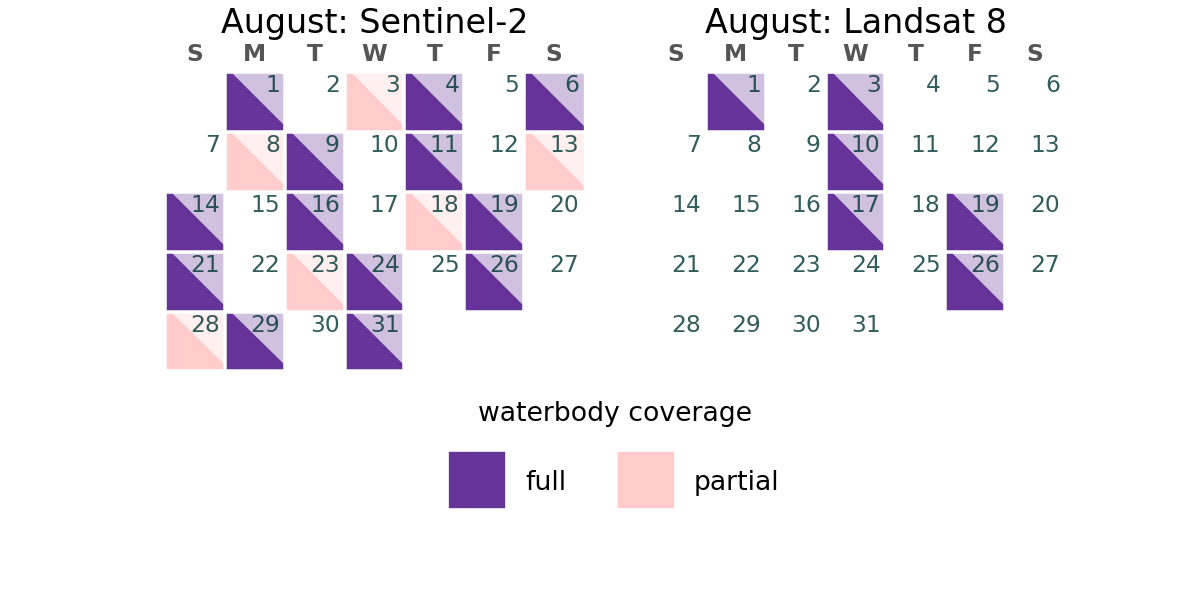 August: Sentinel-2
S M T W T F S
1 2 3 4 5 6
7 8 9 10 11 12 13
14 15 16 17 18 19 20
21 22 23 24 25 26 27
28 29 30 31
August: Landsat 8
S M T W T F S
1 2 3 4 5 6
7 8 9 10 11 12 13
14 15 16 17 18 19 20
21 22 23 24 25 26 27
28 29 30 31
waterbody coverage
full
partial